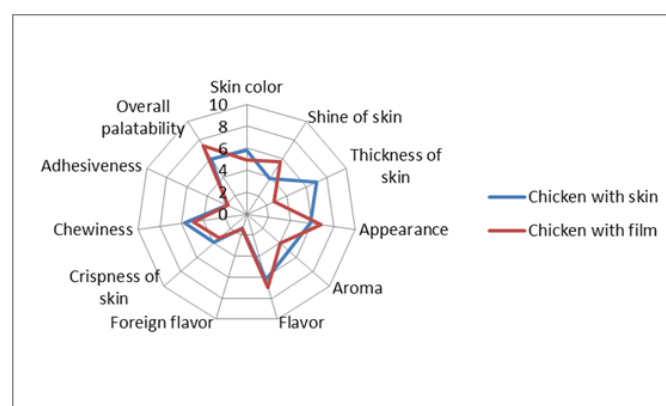 Skin color
10
8
6
4
2
0
Shine of skin
Thickness of
skin
Appearance
Aroma
Flavor
Foreign flavor
Crispness of
skin
Chewiness
Adhesiveness
Overall
palatability
Chicken with skin
Chicken with film